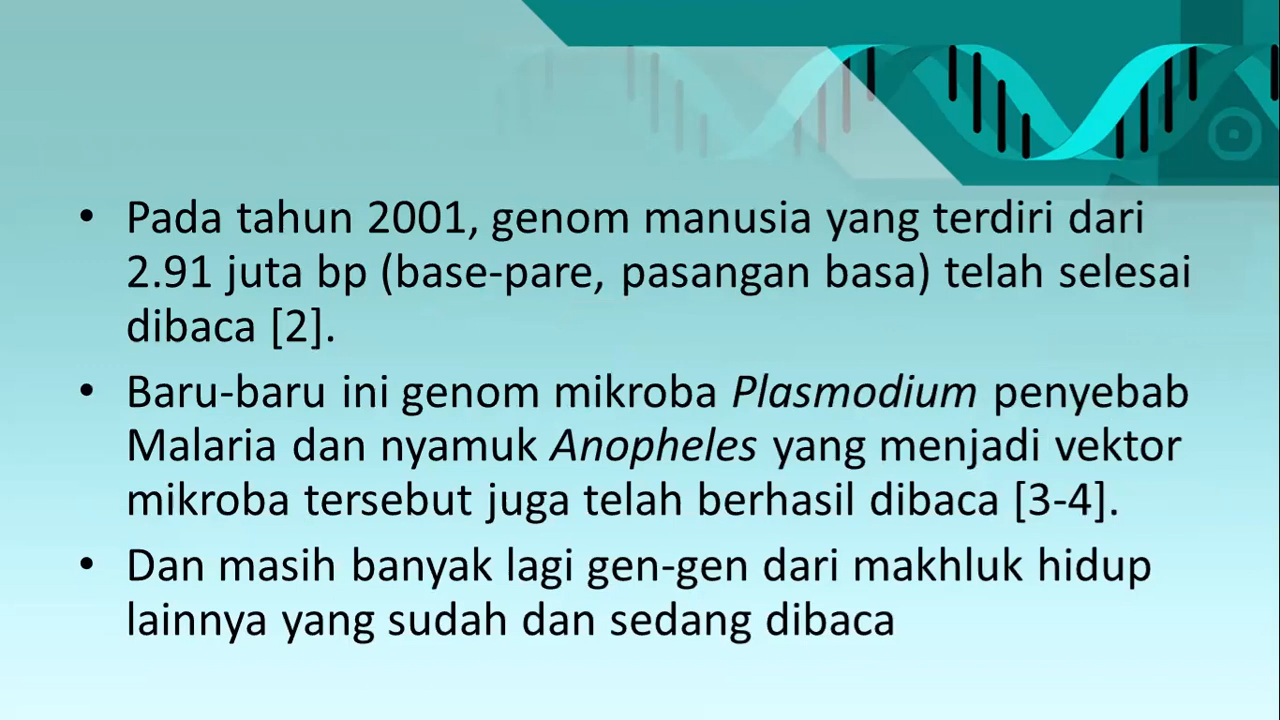 • Pada tahun 2001, genom manusia yang terdiri dari
2.91 juta bp (base-pare, pasangan basa) telah selesai
dibaca [2].
• Baru-baru ini genom mikroba Plasmodium penyebab
Malaria dan nyamuk Anopheles yang menjadi vektor
mikroba tersebut juga telah berhasil dibaca [3-4].
• Dan masih banyak lagi gen-gen dari makhluk hidup
lainnya yang sudah dan sedang dibaca